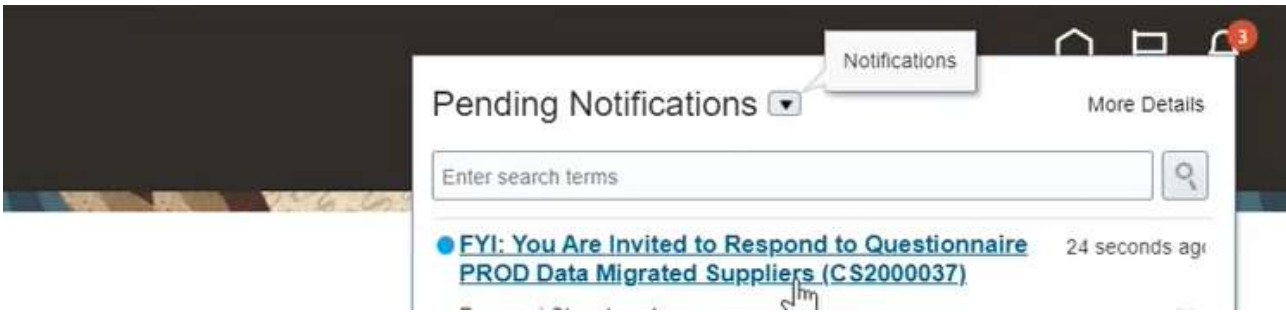 3
Notifications
Pending Notifications
More Details
Enter search terms
FYI: You Are Invited to Respond to Questionnaire
24 seconds ago
PROD Data Migrated Suppliers (CS2000037)